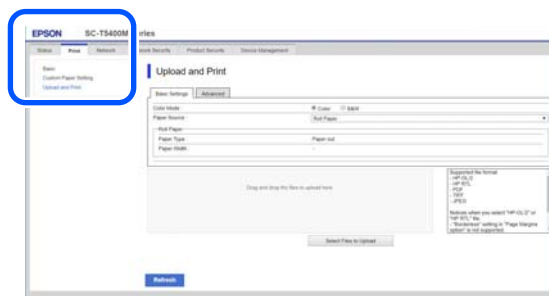 EPSON SC-T5400M Series
Status Print Network Network Security Product Security Device Management
Basic
Custom Paper Setting
Upload and Print
Upload and Print
Basic Settings Advanced
Color Mode : Color B&W
Paper Source : Roll Paper
Roll Paper
Paper Type : Paper out
Paper Width : -
Drag and drop the files to upload here.
Supported file format
- HP-GL/2
- HP RTL
- PDF
- TIFF
- JPEG
Notices when you select "HP-GL/2" or
"HP RTL" file.
- "Borderless" setting in "Page Margins
option" is not supported.
Select Files to Upload
Refresh